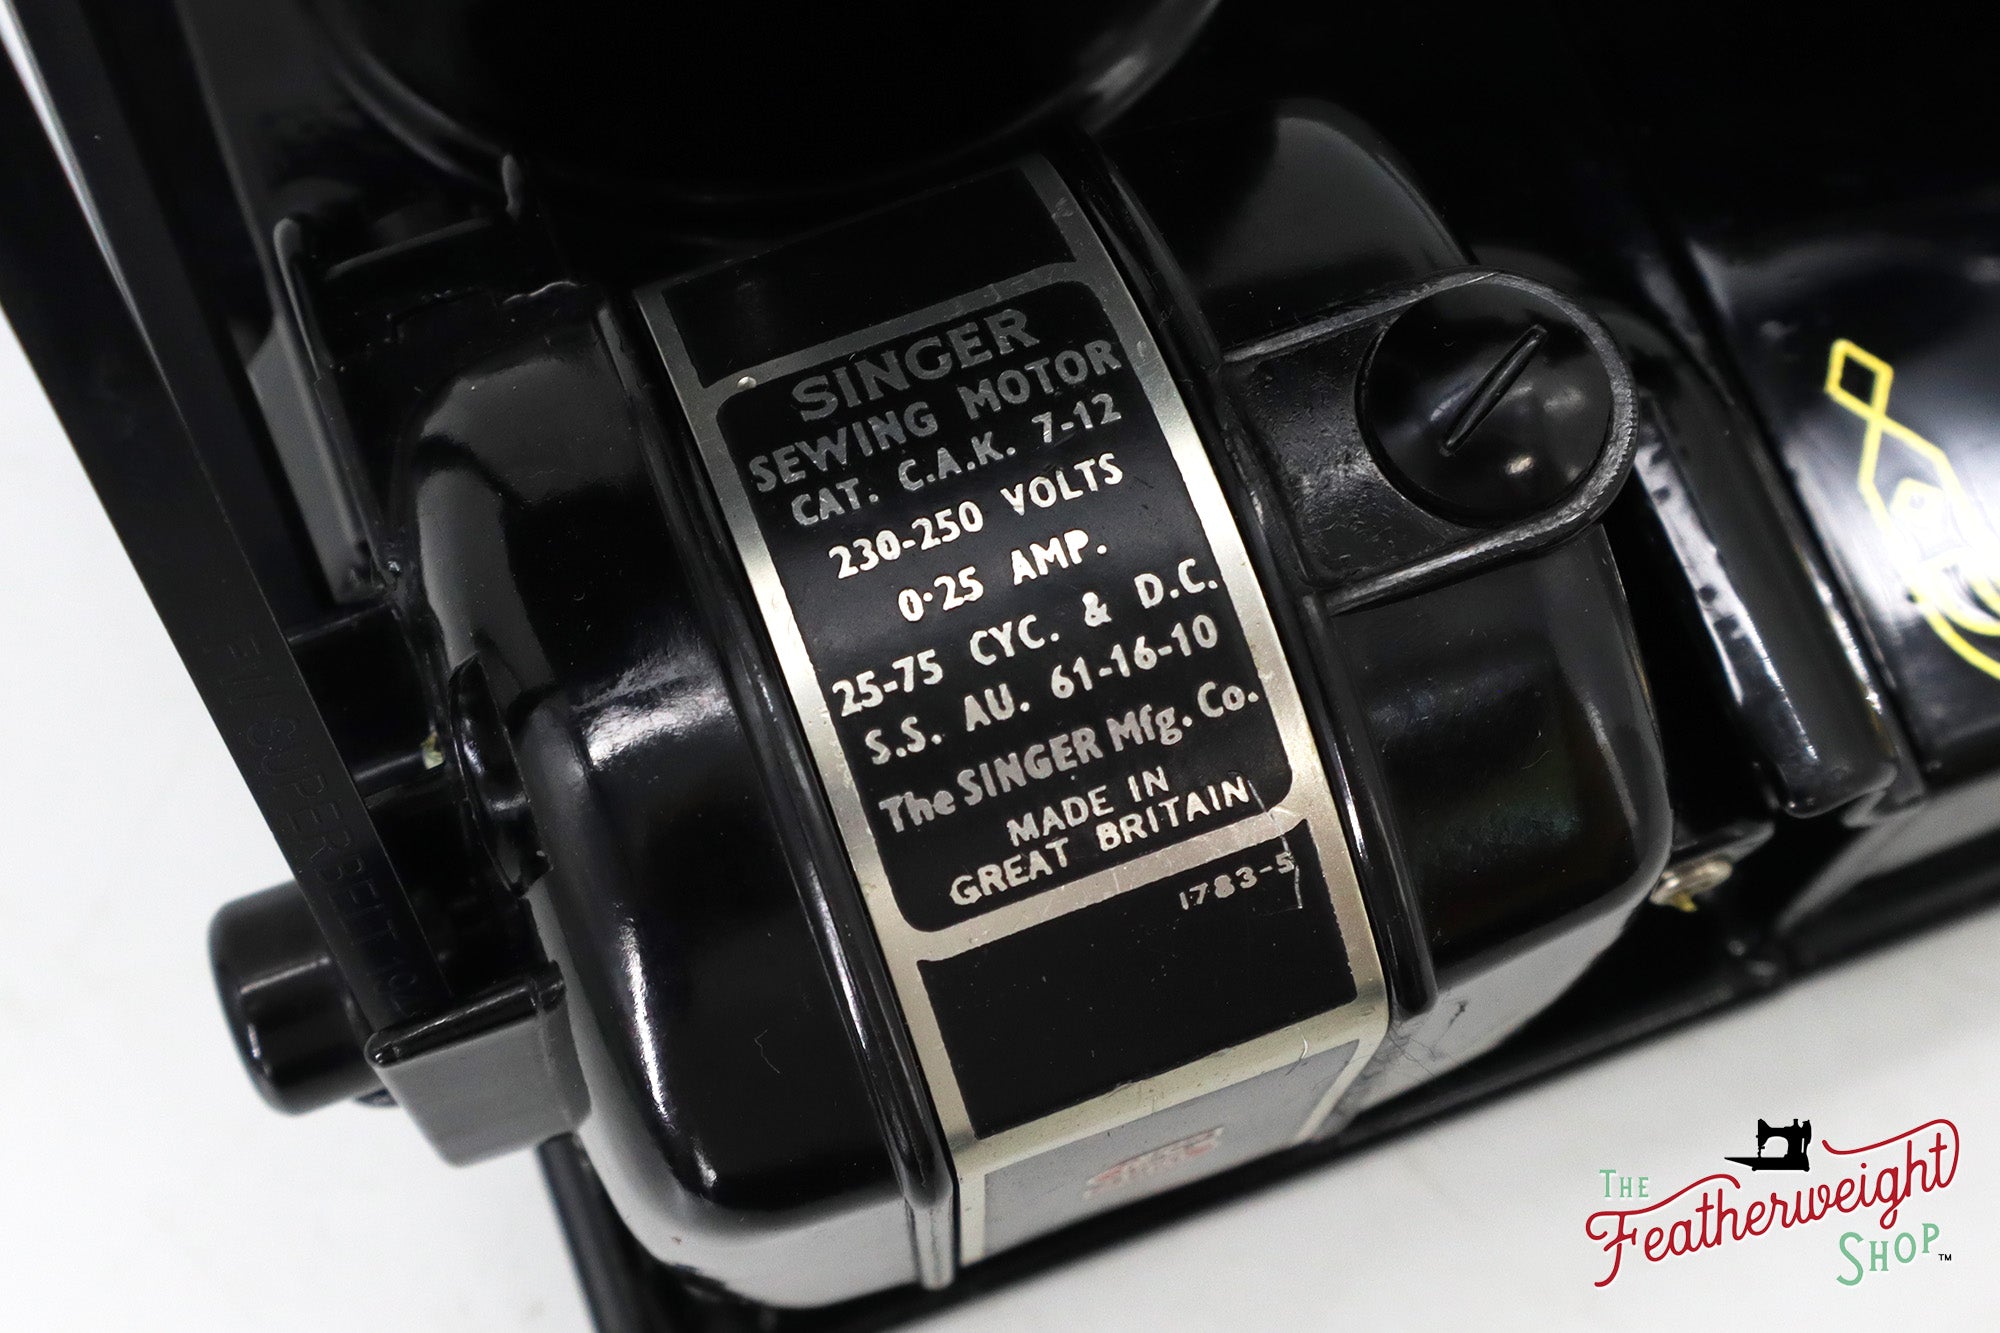 SINGER
SEWING MOTOR
CAT. C.A.K. 7-12
230-250 VOLTS
0·25 AMP.
25-75 CYC. & D.C.
S.S. AU. 61-16-10
The SINGER Mfg. Co.
MADE IN
GREAT BRITAIN
1783-5
THE
Featherweight
SHOP™